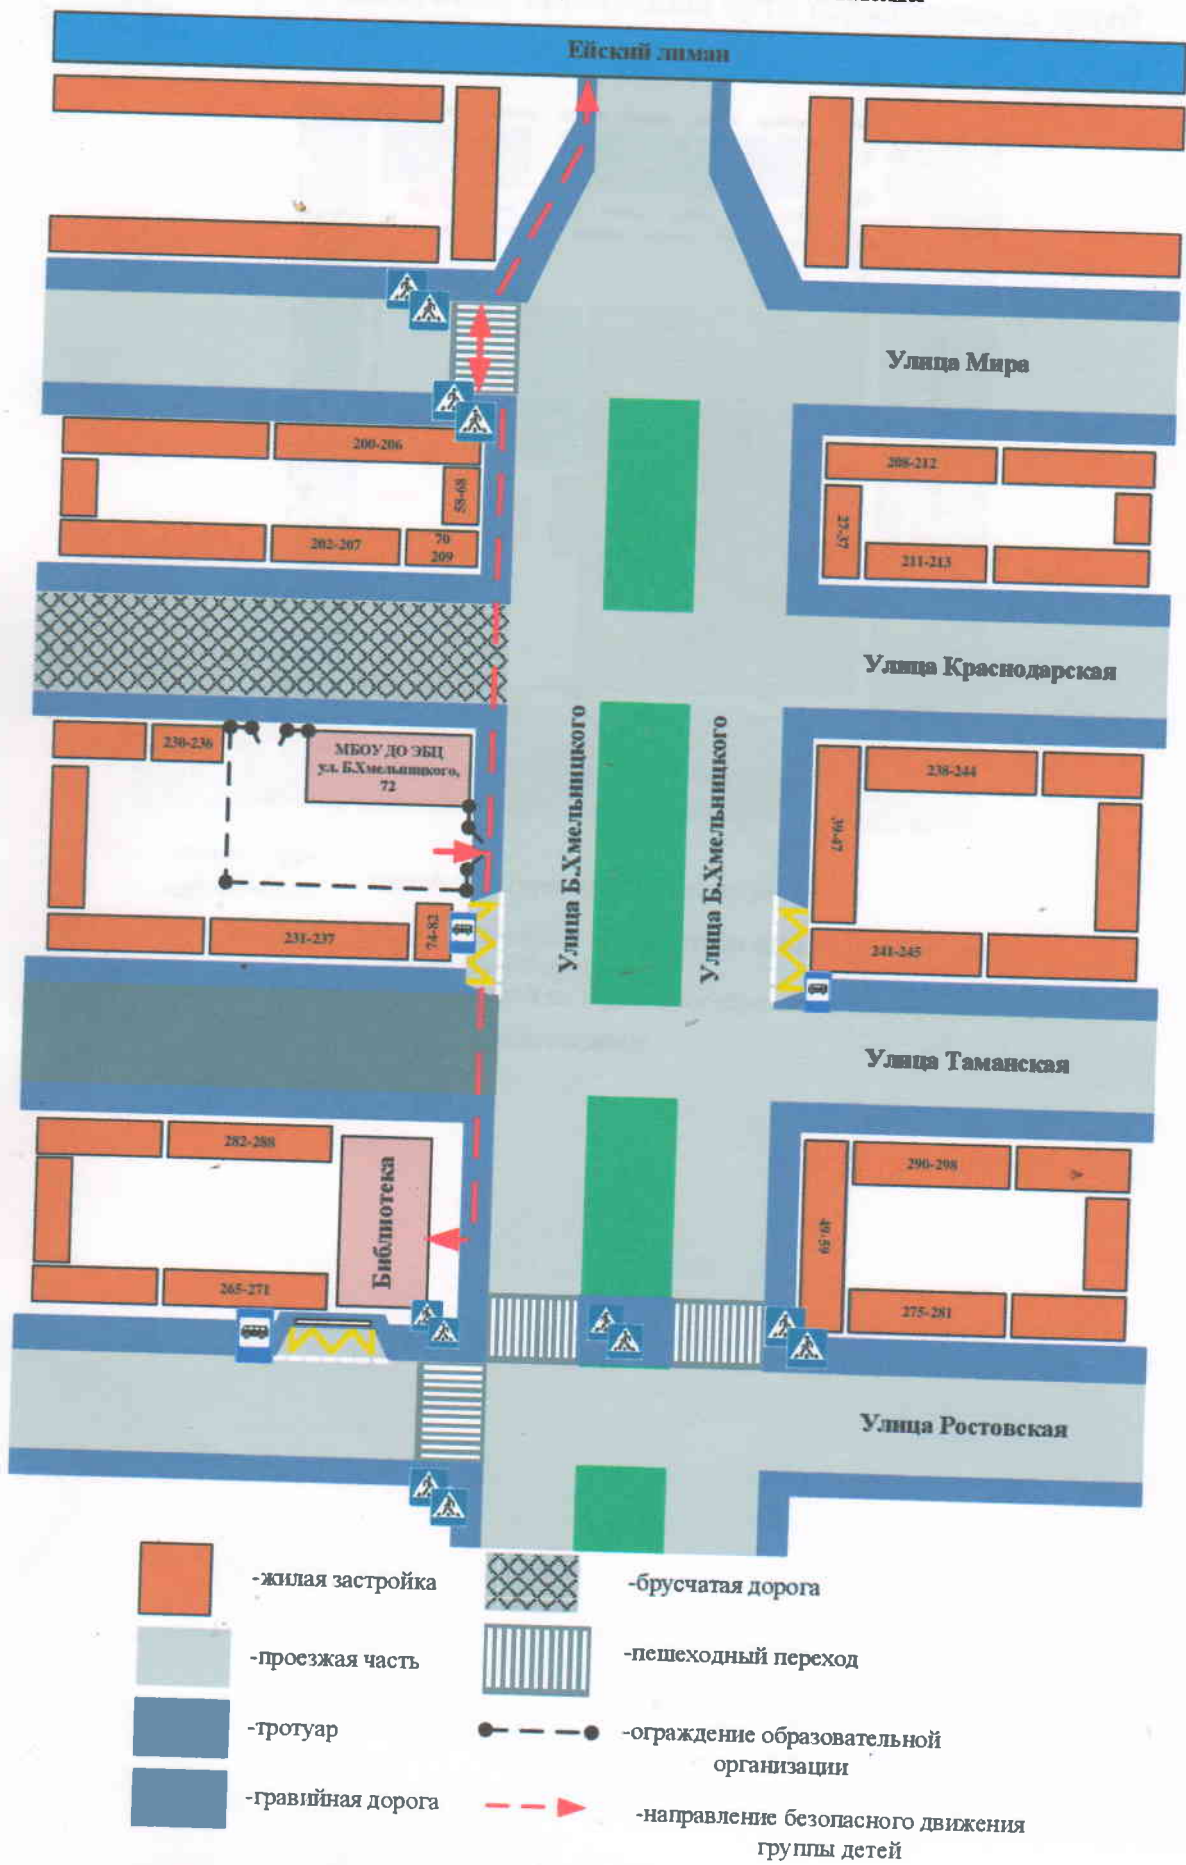 Ейский лиман
Улица Мира
200-206
58-68
202-207
70
209
208-212
27-37
211-213
Улица Краснодарская
230-236
МБОУ ДО ЭБЦ
ул. Б.Хмельницкого,
72
231-237
74-82
Улица Б.Хмельницкого
Улица Б.Хмельницкого
238-244
39-47
241-245
Улица Таманская
282-288
Библиотека
265-271
290-298
49-59
275-281
Улица Ростовская
-жилая застройка
-брусчатая дорога
-проезжая часть
-пешеходный переход
-тротуар
-ограждение образовательной
организации
-гравийная дорога
-направление безопасного движения
группы детей